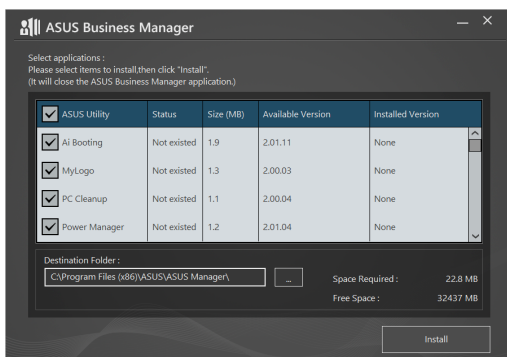 ASUS Business Manager
Select applications :
Please select items to install,then click "Install".
(It will close the ASUS Business Manager application.)
ASUS Utility Status Size (MB) Available Version Installed Version
Ai Booting Not existed 1.9 2.01.11 None
MyLogo Not existed 1.3 2.00.03 None
PC Cleanup Not existed 1.1 2.00.04 None
Power Manager Not existed 1.2 2.01.04 None
Destination Folder :
C:\Program Files (x86)\ASUS\ASUS Manager\ ...
Space Required : 22.8 MB
Free Space : 32437 MB
Install